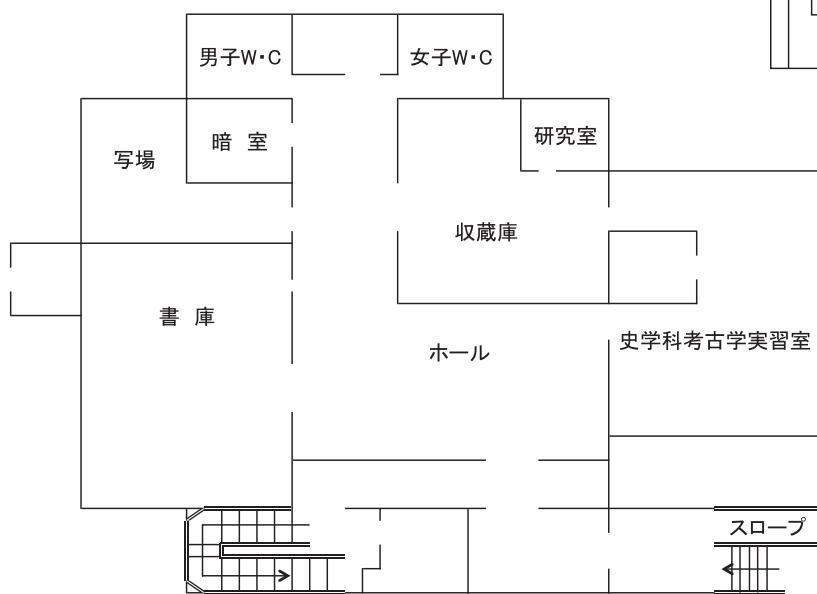 男子W・C
女子W・C
暗 室
研究室
写場
収蔵庫
書 庫
史学科考古学実習室
ホール
スロープ